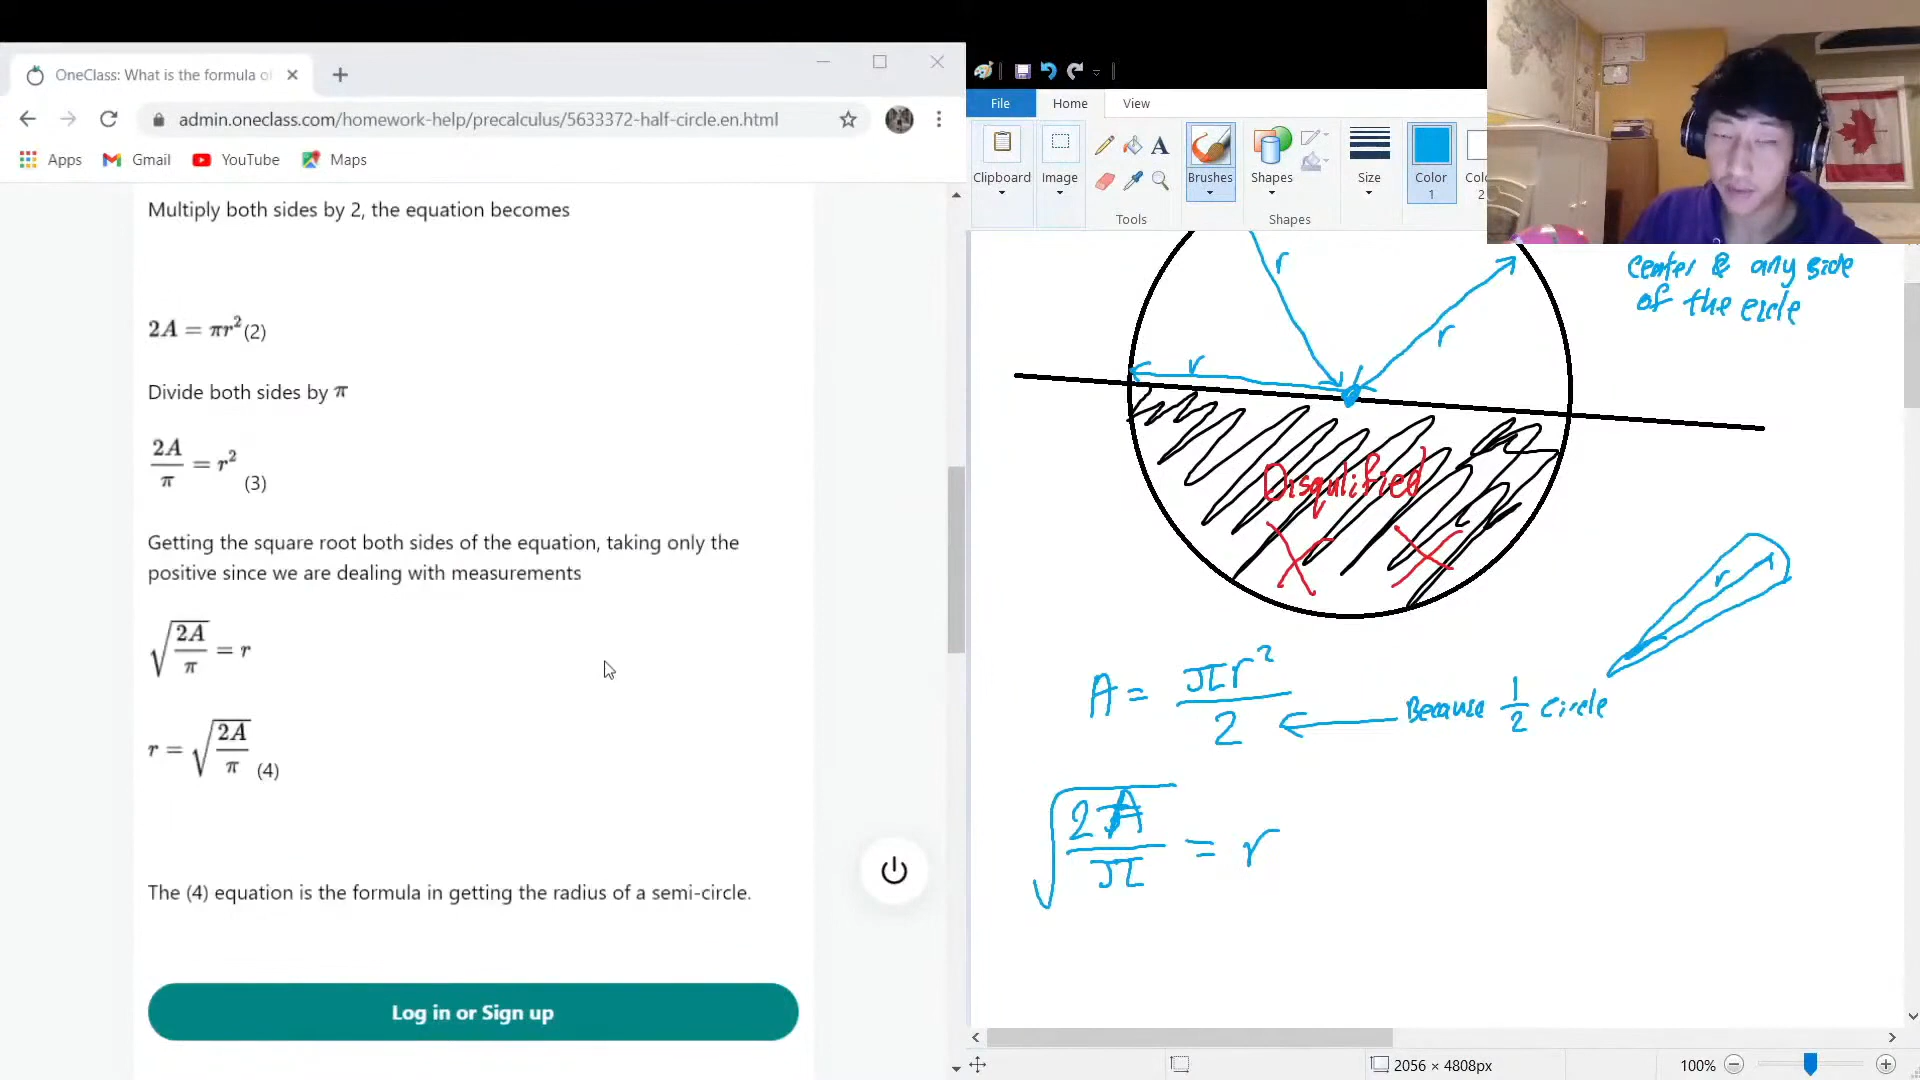 OneClass: What is the formula of
admin.oneclass.com/homework-help/precalculus/5633372-half-circle.en.html
Apps Gmail YouTube Maps
Multiply both sides by 2, the equation becomes
2A = πr²(2)
Divide both sides by π
2A/π = r² (3)
Getting the square root both sides of the equation, taking only the
positive since we are dealing with measurements
√(2A/π) = r
r = √(2A/π) (4)
The (4) equation is the formula in getting the radius of a semi-circle.
Log in or Sign up
File Home View
Clipboard
Image
Tools
Brushes
Shapes
Shapes
Size
Color
1
Colo
2
center & any side
of the circle
r
r
r
Disqulified
r
A = πr²/2
Because 1/2 circle
√(2A/π) = r
2056 × 4808px
100%